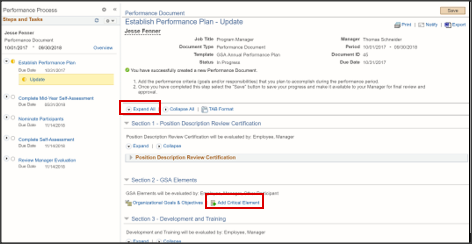 Performance Process
Steps and Tasks
Jesse Fenner
Performance Document
10/01/2017 - 09/30/2018
Overview
Establish Performance Plan
Due Date 10/31/2017
Update
Complete Mid-Year Self-Assessment
Due Date 05/31/2018
Nominate Participants
Due Date 11/14/2018
Complete Self-Assessment
Due Date 11/14/2018
Review Manager Evaluation
Due Date 11/14/2018
Performance Document
Save
Establish Performance Plan - Update
Print | Notify | Export
Jesse Fenner
Job Title Program Manager
Manager Thomas Schneider
Document Type Performance Document
Period 10/01/2017 - 09/30/2018
Template GSA Annual Performance Plan
Document ID 43
Status In-Progress
Due Date 10/31/2017
You have successfully created a new Performance Document.
1. Add the performance criteria (goals and/or responsibilities) that you plan to accomplish during the performance period.
2. Once you have completed this step select the "Save" button to save your progress and make it available to your Manager for final review and
approval.
Expand All | Collapse All | Tab Format
Section 1 - Position Description Review Certification
Position Description Review Certification will be evaluated by: Employee, Manager
Expand | Collapse
Position Description Review Certification
Section 2 - GSA Elements
GSA Elements will be evaluated by: Employee, Manager, Other Participant
Organisational Goals & Objectives
Add Critical Element
Section 3 - Development and Training
Development and Training will be evaluated by: Employee, Manager
Expand | Collapse